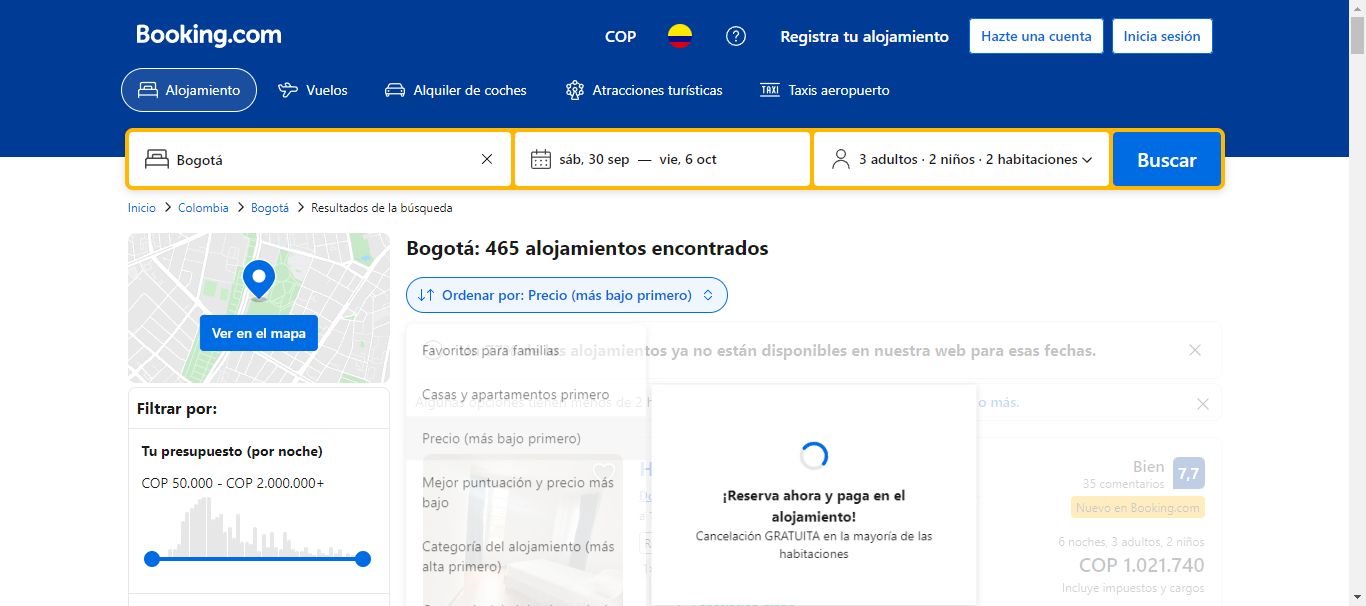 Booking.com
COP
Registra tu alojamiento
Hazte una cuenta
Inicia sesión
Alojamiento
Vuelos
Alquiler de coches
Atracciones turísticas
TAXI
Taxis aeropuerto
Bogotá
sáb, 30 sep — vie, 6 oct
3 adultos · 2 niños · 2 habitaciones
Buscar
Inicio > Colombia > Bogotá > Resultados de la búsqueda
Ver en el mapa
Filtrar por:
Tu presupuesto (por noche)
COP 50.000 - COP 2.000.000+
Bogotá: 465 alojamientos encontrados
Ordenar por: Precio (más bajo primero)
alojamientos ya no están disponibles en nuestra web para esas fechas.
Favoritos para familias
Casas y apartamentos primero
Algunas opciones tienen menos de 2
o más.
Precio (más bajo primero)
Mejor puntuación y precio más
bajo
Categoría del alojamiento (más
alta primero)
¡Reserva ahora y paga en el
alojamiento!
Cancelación GRATUITA en la mayoría de las
habitaciones
Bien
7,7
35 comentarios
Nuevo en Booking.com
6 noches, 3 adultos, 2 niños
COP 1.021.740
Incluye impuestos y cargos